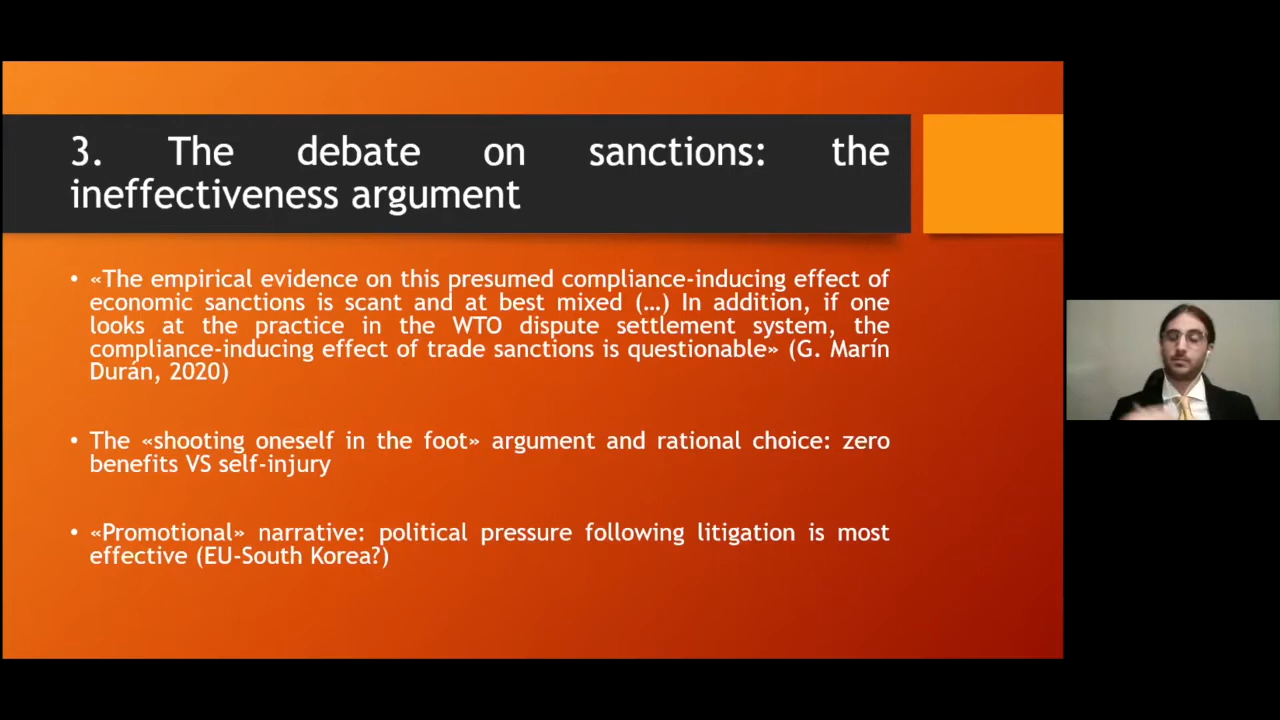 3. The debate on sanctions: the
ineffectiveness argument
• «The empirical evidence on this presumed compliance-inducing effect of
economic sanctions is scant and at best mixed (…) In addition, if one
looks at the practice in the WTO dispute settlement system, the
compliance-inducing effect of trade sanctions is questionable» (G. Marín
Durán, 2020)
• The «shooting oneself in the foot» argument and rational choice: zero
benefits VS self-injury
• «Promotional» narrative: political pressure following litigation is most
effective (EU-South Korea?)